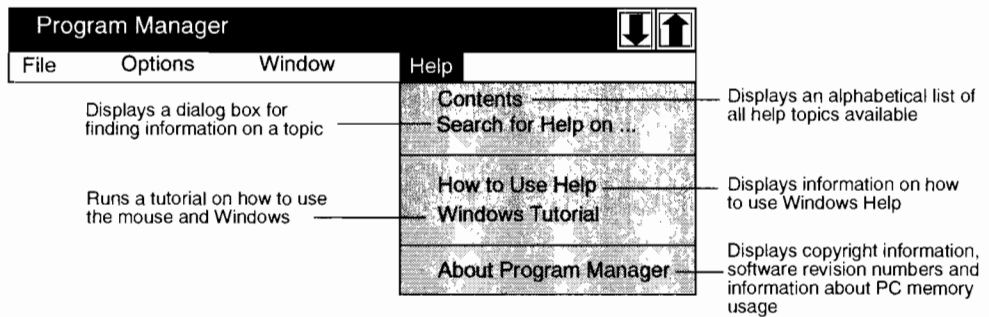 Program Manager
File Options Window Help
Displays a dialog box for
finding information on a topic
Contents
Search for Help on ...
Displays an alphabetical list of
all help topics available
Runs a tutorial on how to use
the mouse and Windows
How to Use Help
Windows Tutorial
Displays information on how
to use Windows Help
About Program Manager
Displays copyright information,
software revision numbers and
information about PC memory
usage